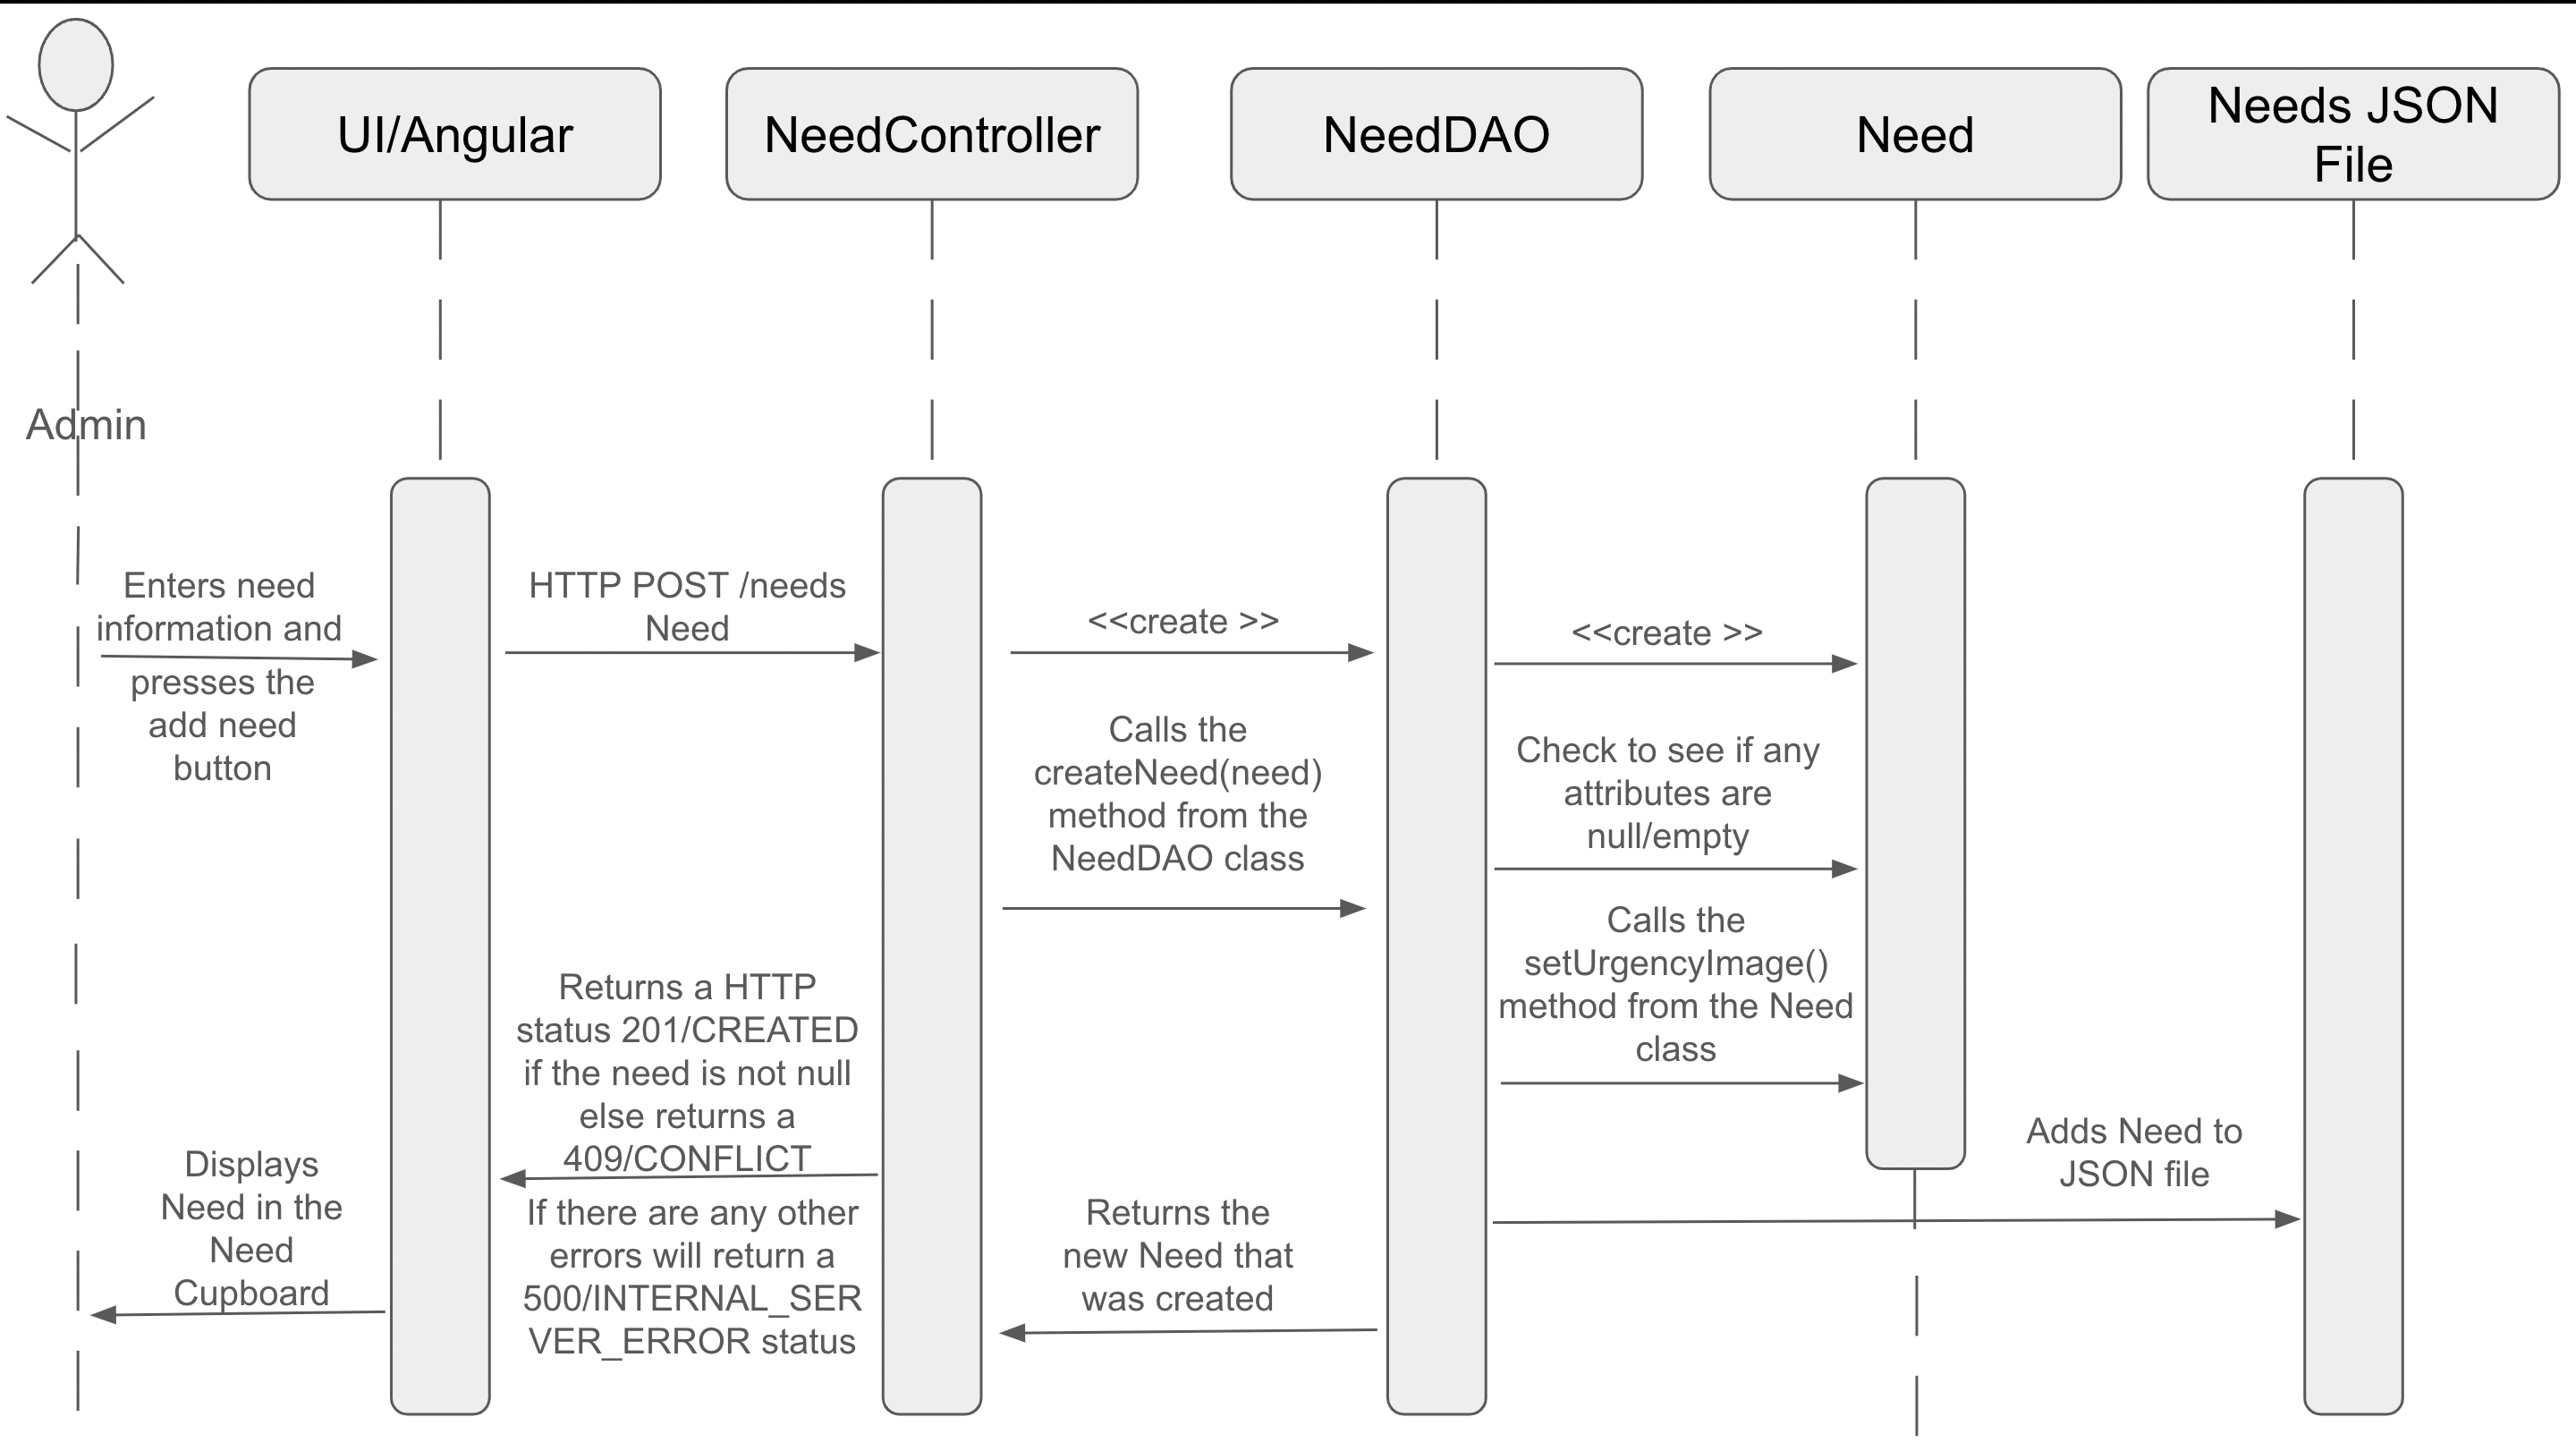 UI/Angular
NeedController
NeedDAO
Need
Needs JSON
File
Admin
Enters need
information and
presses the
add need
button
HTTP POST /needs
Need
<<create >>
<<create >>
Calls the
createNeed(need)
method from the
NeedDAO class
Check to see if any
attributes are
null/empty
Calls the
setUrgencyImage()
method from the Need
class
Adds Need to
JSON file
Returns the
new Need that
was created
Returns a HTTP
status 201/CREATED
if the need is not null
else returns a
409/CONFLICT
If there are any other
errors will return a
500/INTERNAL_SER
VER_ERROR status
Displays
Need in the
Need
Cupboard